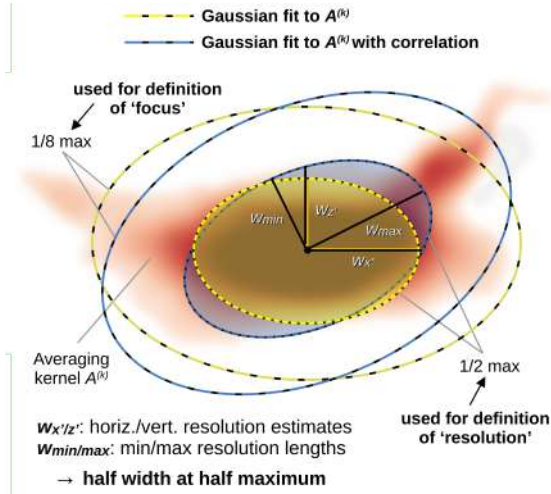 Gaussian fit to A(k)
Gaussian fit to A(k) with correlation
used for definition
of ‘focus’
1/8 max
Wmin
Wz'
Wmax
Wx'
Averaging
kernel A(k)
1/2 max
used for definition
of ‘resolution’
Wx'/z': horiz./vert. resolution estimates
Wmin/max: min/max resolution lengths
→ half width at half maximum